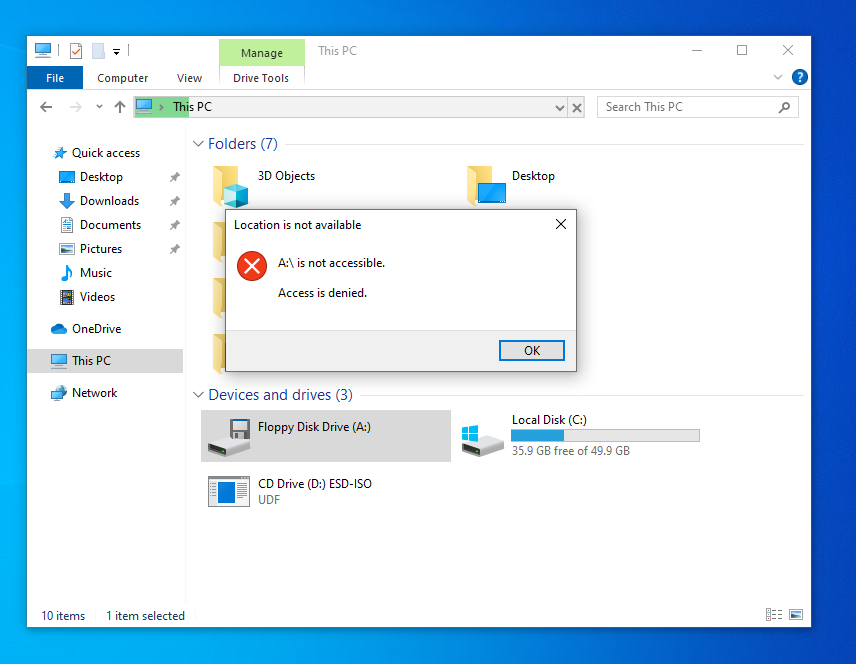 Manage
This PC
File
Computer
View
Drive Tools
?
This PC
Search This PC
Quick access
Desktop
Downloads
Documents
Pictures
Music
Videos
OneDrive
This PC
Network
Folders (7)
3D Objects
Desktop
Location is not available
A:\ is not accessible.
Access is denied.
OK
Devices and drives (3)
Floppy Disk Drive (A:)
Local Disk (C:)
35.9 GB free of 49.9 GB
CD Drive (D:) ESD-ISO
UDF
10 items
1 item selected